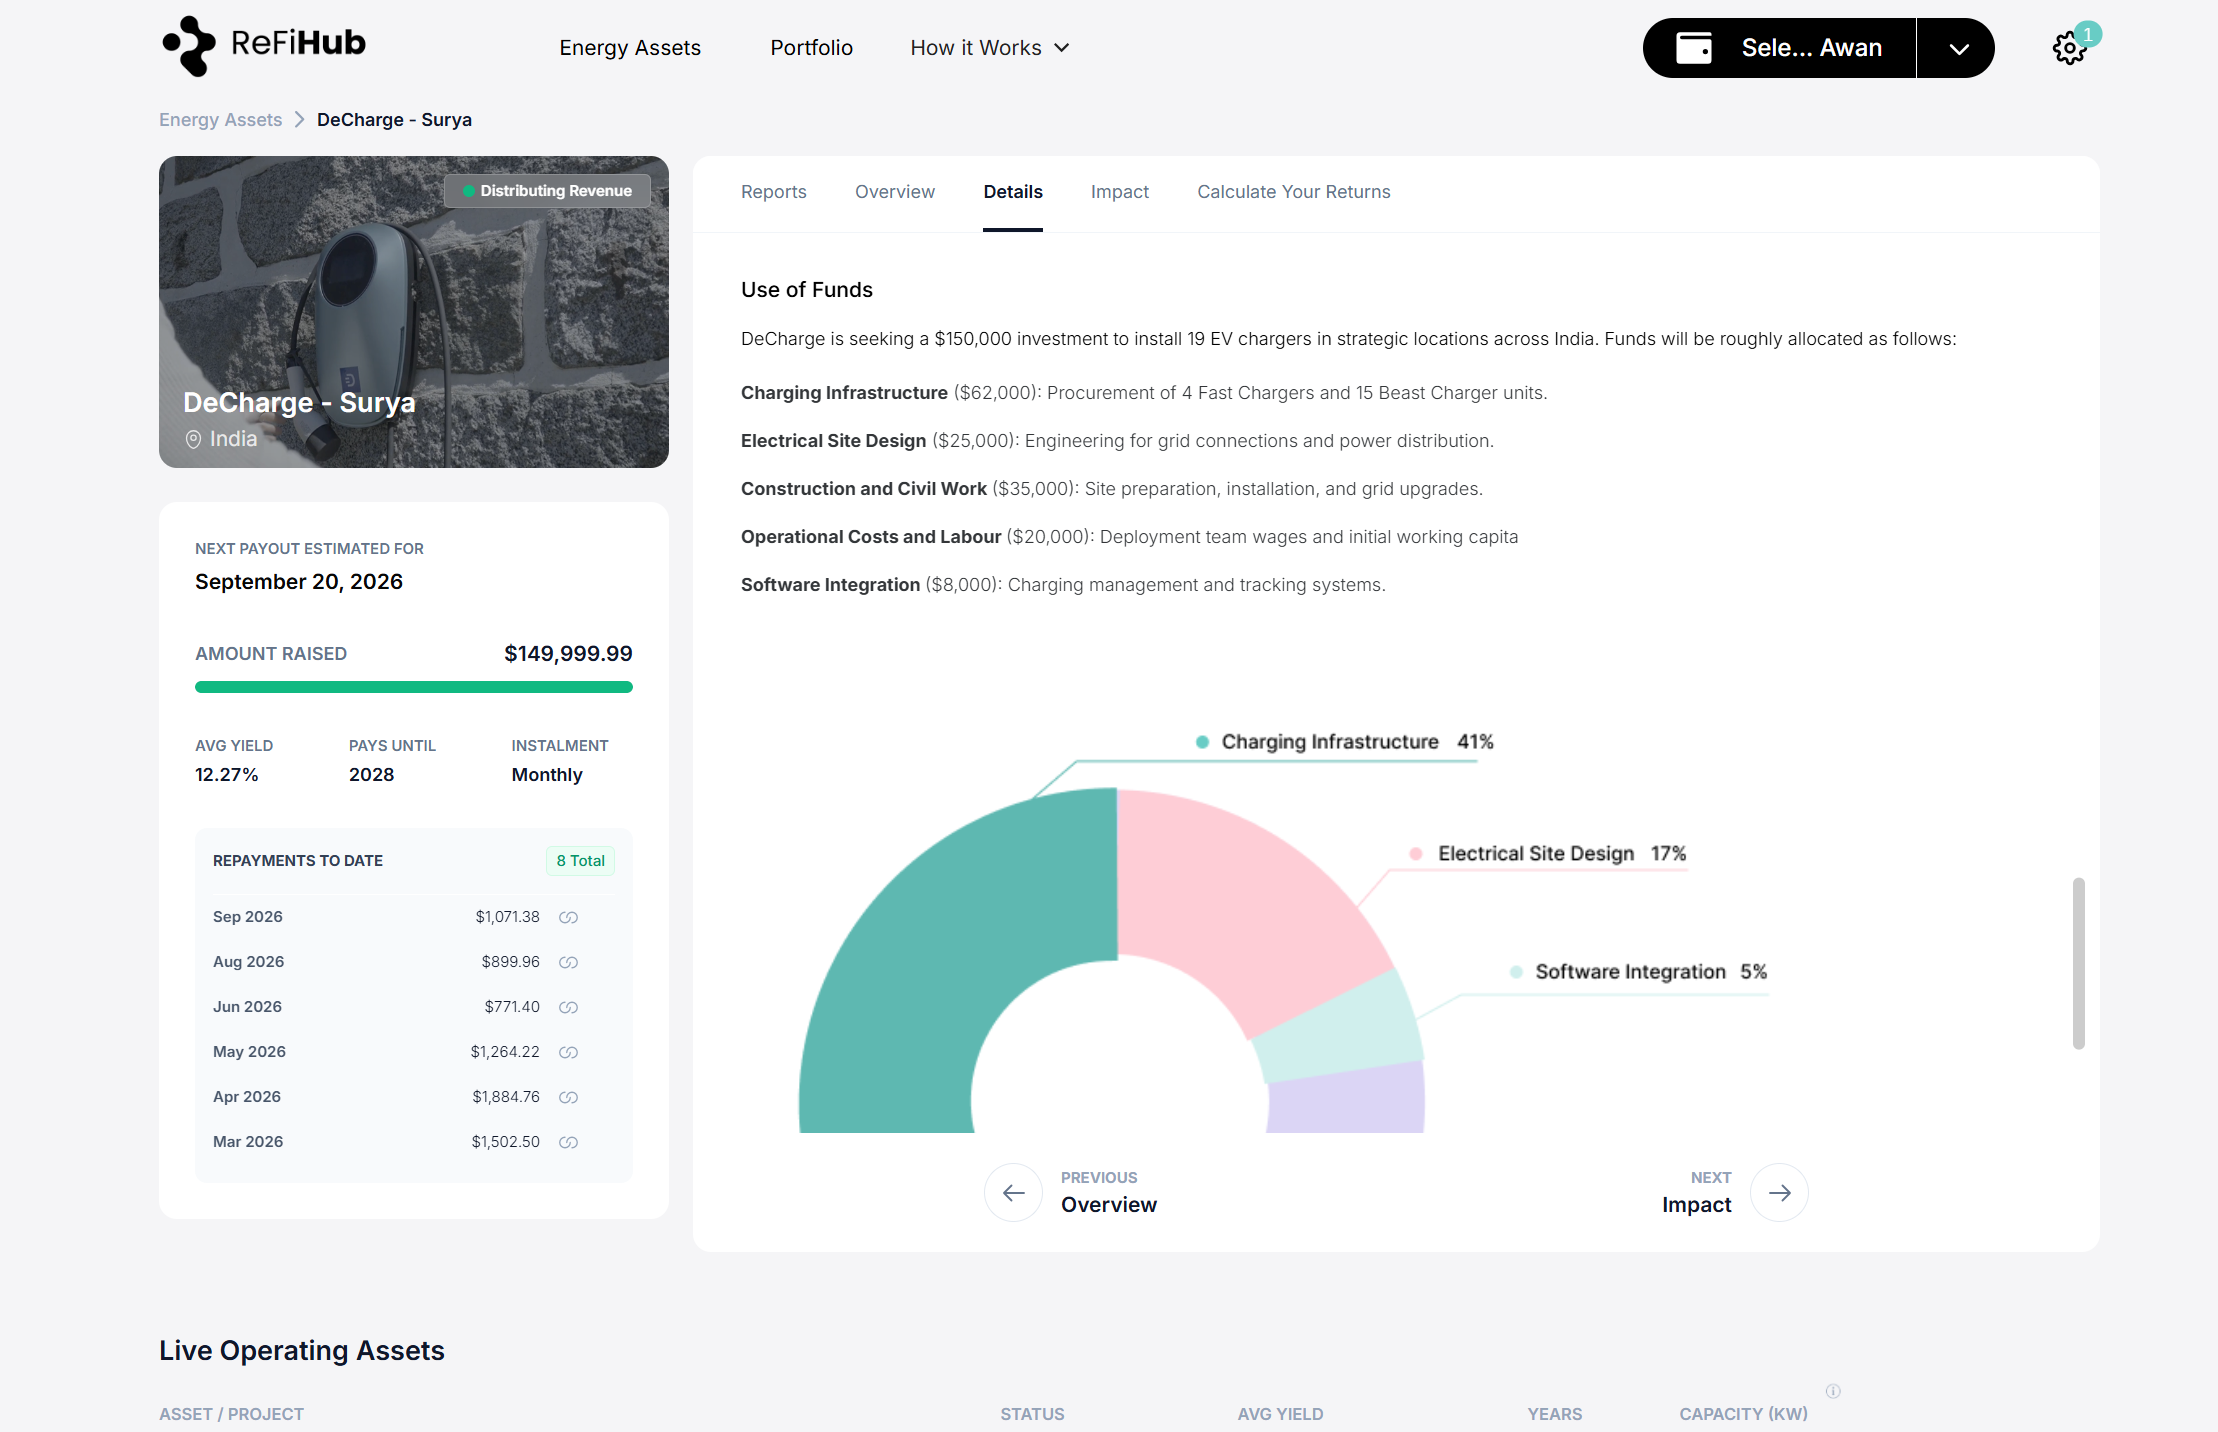 ReFiHub
Energy Assets
Portfolio
How it Works
Sele... Awan
1
Energy Assets
DeCharge - Surya
Distributing Revenue
DeCharge - Surya
India
NEXT PAYOUT ESTIMATED FOR
September 20, 2026
AMOUNT RAISED
$149,999.99
AVG YIELD
12.27%
PAYS UNTIL
2028
INSTALMENT
Monthly
REPAYMENTS TO DATE
8 Total
Sep 2026 $1,071.38
Aug 2026 $899.96
Jun 2026 $771.40
May 2026 $1,264.22
Apr 2026 $1,884.76
Mar 2026 $1,502.50
Reports
Overview
Details
Impact
Calculate Your Returns
Use of Funds
DeCharge is seeking a $150,000 investment to install 19 EV chargers in strategic locations across India. Funds will be roughly allocated as follows:
Charging Infrastructure ($62,000): Procurement of 4 Fast Chargers and 15 Beast Charger units.
Electrical Site Design ($25,000): Engineering for grid connections and power distribution.
Construction and Civil Work ($35,000): Site preparation, installation, and grid upgrades.
Operational Costs and Labour ($20,000): Deployment team wages and initial working capita
Software Integration ($8,000): Charging management and tracking systems.
Charging Infrastructure 41%
Electrical Site Design 17%
Software Integration 5%
PREVIOUS
Overview
NEXT
Impact
Live Operating Assets
ASSET / PROJECT
STATUS
AVG YIELD
YEARS
CAPACITY (KW)